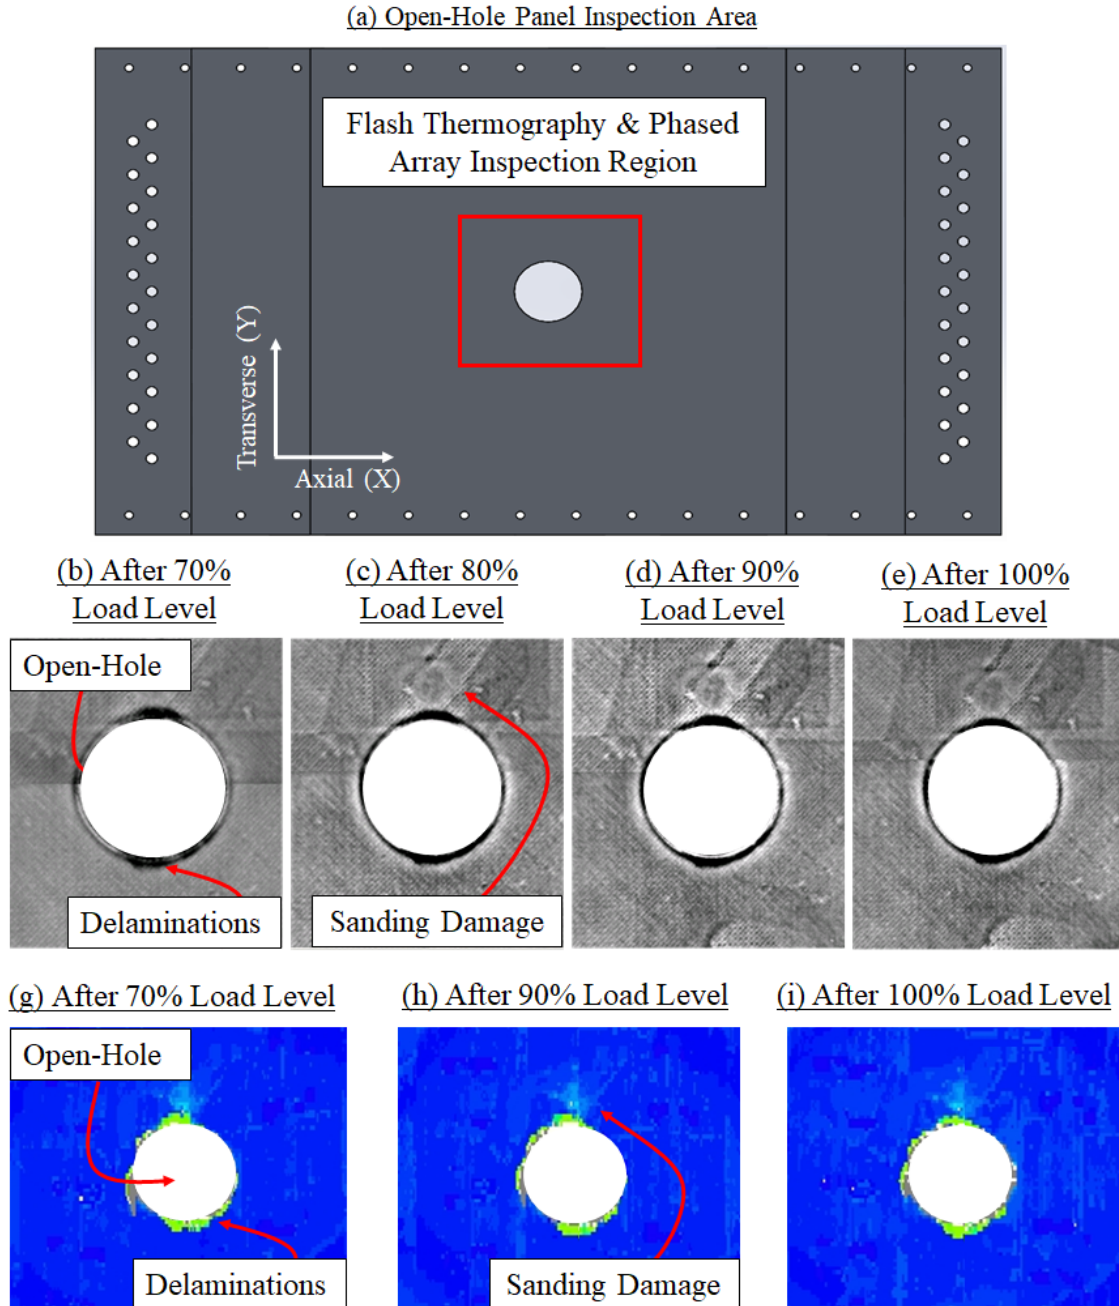 (a) Open-Hole Panel Inspection Area
Flash Thermography & Phased
Array Inspection Region
Transverse (Y)
Axial (X)
(b) After 70%
Load Level
(c) After 80%
Load Level
(d) After 90%
Load Level
(e) After 100%
Load Level
Open-Hole
Delaminations
Sanding Damage
(g) After 70% Load Level
(h) After 90% Load Level
(i) After 100% Load Level
Open-Hole
Delaminations
Sanding Damage